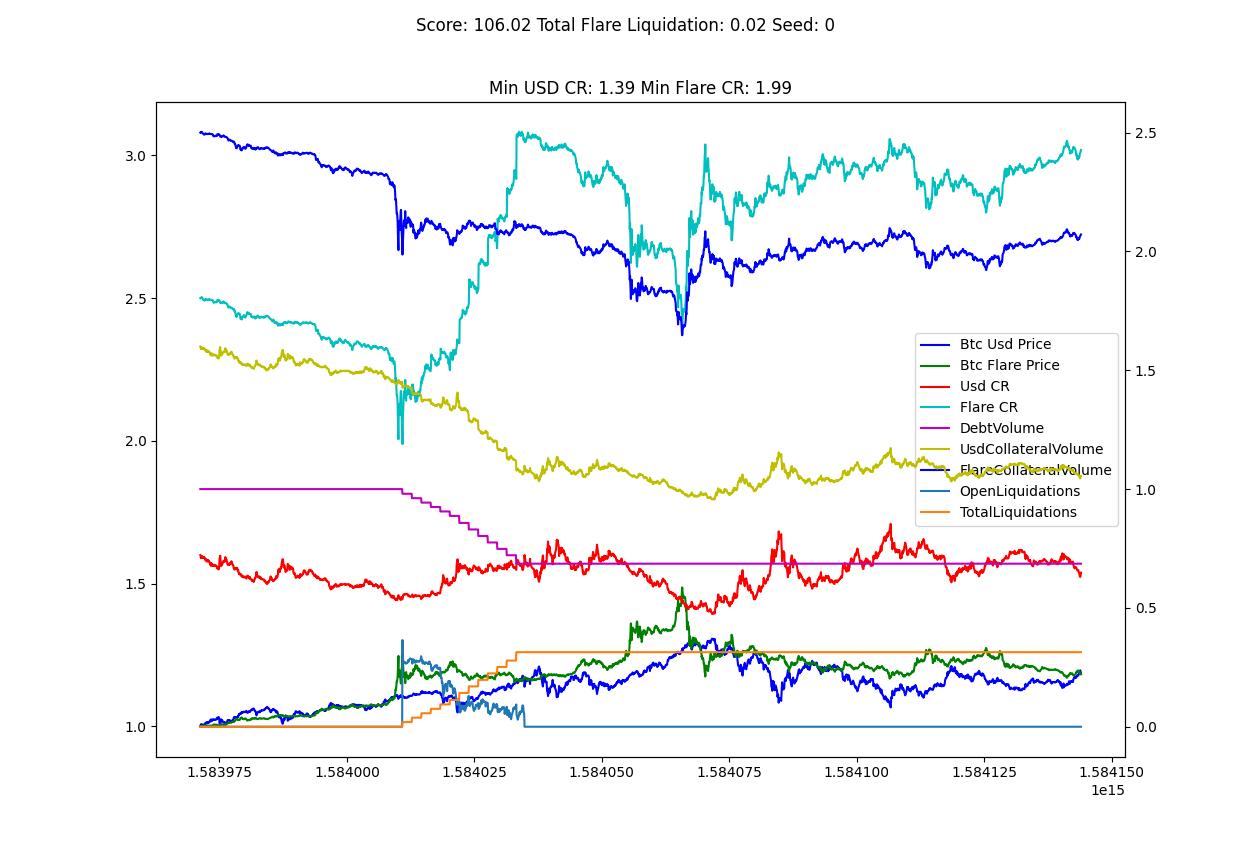 Score: 106.02 Total Flare Liquidation: 0.02 Seed: 0
Min USD CR: 1.39 Min Flare CR: 1.99
3.0
2.5
2.0
1.5
1.0
2.5
2.0
1.5
1.0
0.5
0.0
Btc Usd Price
Btc Flare Price
Usd CR
Flare CR
DebtVolume
UsdCollateralVolume
FlareCollateralVolume
OpenLiquidations
TotalLiquidations
1.583975 1.584000 1.584025 1.584050 1.584075 1.584100 1.584125 1.584150
1e15